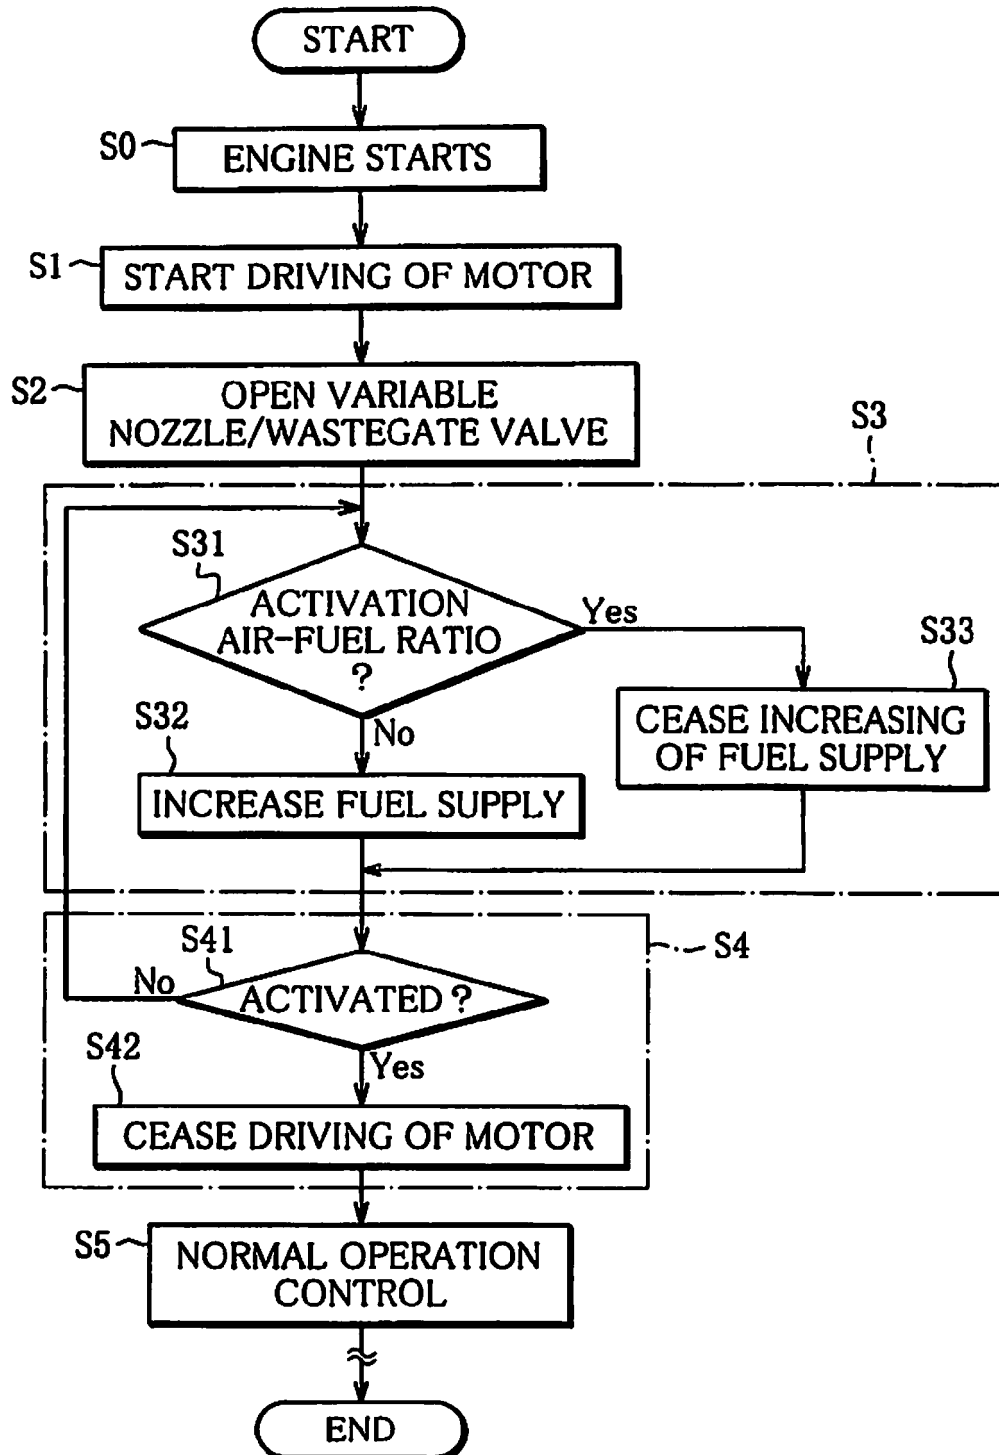 START
S0
ENGINE STARTS
S1
START DRIVING OF MOTOR
S2
OPEN VARIABLE
NOZZLE/WASTEGATE VALVE
S3
S31
ACTIVATION
AIR-FUEL RATIO
?
Yes
S33
CEASE INCREASING
OF FUEL SUPPLY
S32
No
INCREASE FUEL SUPPLY
S4
S41
No
ACTIVATED ?
S42
Yes
CEASE DRIVING OF MOTOR
S5
NORMAL OPERATION
CONTROL
END